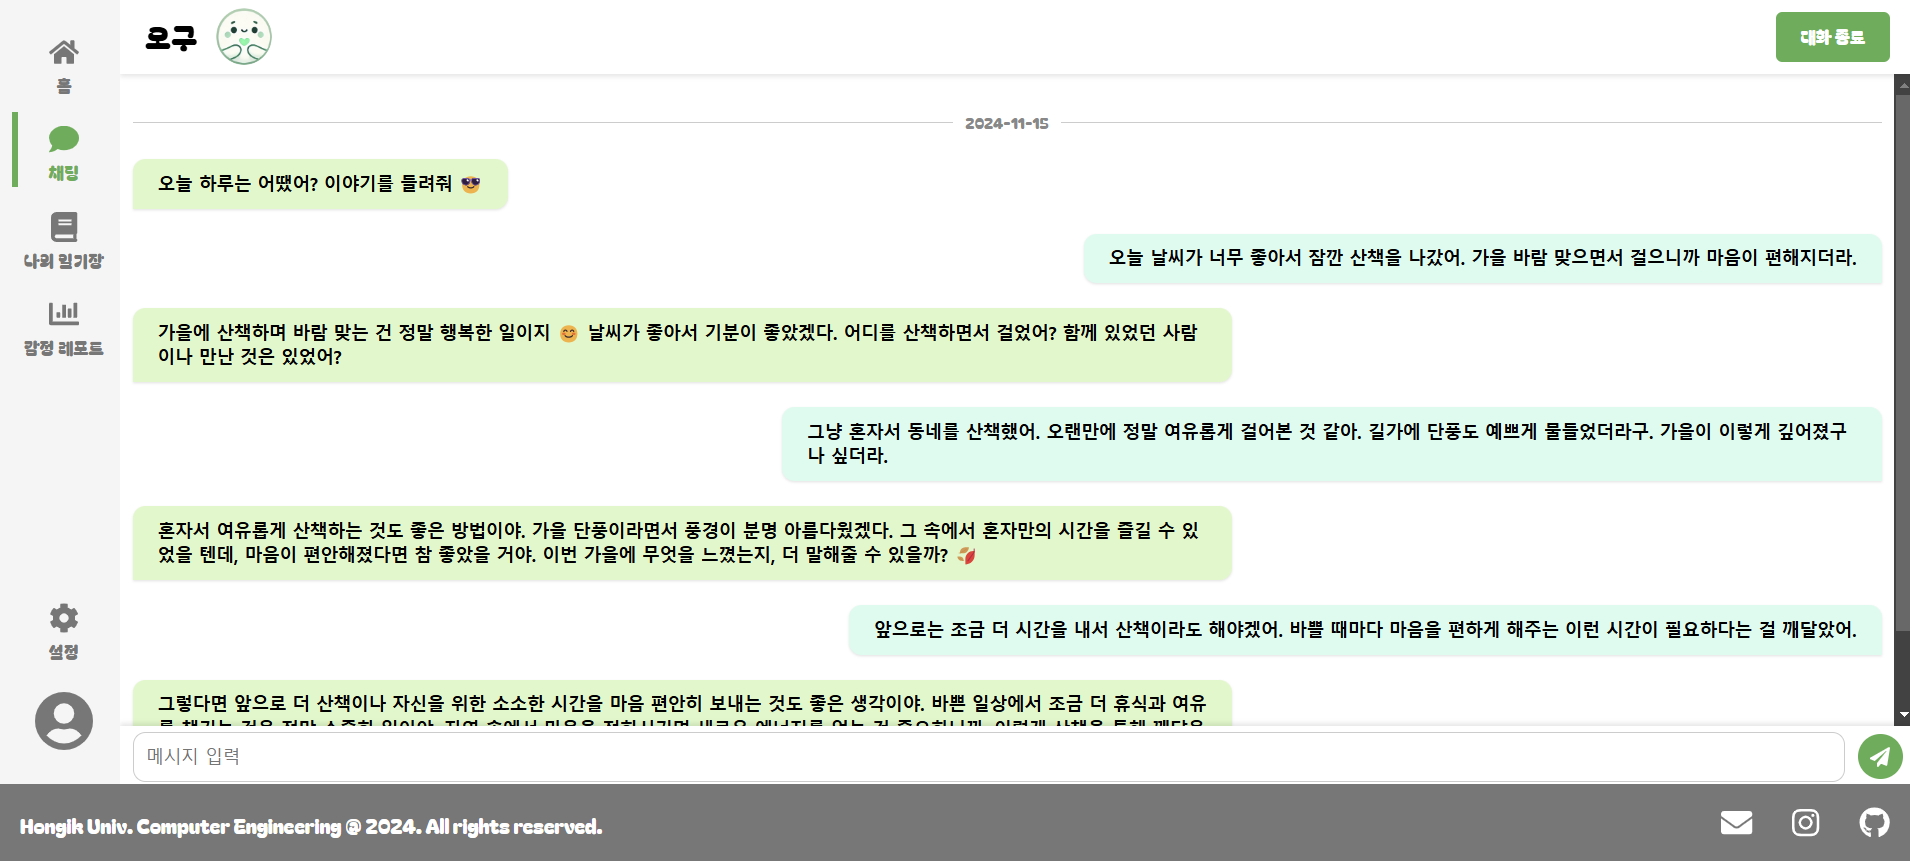 오구
대화 종료
홈
채팅
나의 일기장
감정 레포트
설정
2024-11-15
오늘 하루는 어땠어? 이야기를 들려줘 😎
오늘 날씨가 너무 좋아서 잠깐 산책을 나갔어. 가을 바람 맞으면서 걸으니까 마음이 편해지더라.
가을에 산책하며 바람 맞는 건 정말 행복한 일이지 😊 날씨가 좋아서 기분이 좋았겠다. 어디를 산책하면서 걸었어? 함께 있었던 사람
이나 만난 것은 있었어?
그냥 혼자서 동네를 산책했어. 오랜만에 정말 여유롭게 걸어본 것 같아. 길가에 단풍도 예쁘게 물들었더라구. 가을이 이렇게 깊어졌구
나 싶더라.
혼자서 여유롭게 산책하는 것도 좋은 방법이야. 가을 단풍이라면서 풍경이 분명 아름다웠겠다. 그 속에서 혼자만의 시간을 즐길 수 있
었을 텐데, 마음이 편안해졌다면 참 좋았을 거야. 이번 가을에 무엇을 느꼈는지, 더 말해줄 수 있을까? 🍂
앞으로는 조금 더 시간을 내서 산책이라도 해야겠어. 바쁠 때마다 마음을 편하게 해주는 이런 시간이 필요하다는 걸 깨달았어.
그렇다면 앞으로 더 산책이나 자신을 위한 소소한 시간을 마음 편안히 보내는 것도 좋은 생각이야. 바쁜 일상에서 조금 더 휴식과 여유
메시지 입력
Hongik Univ. Computer Engineering @ 2024. All rights reserved.